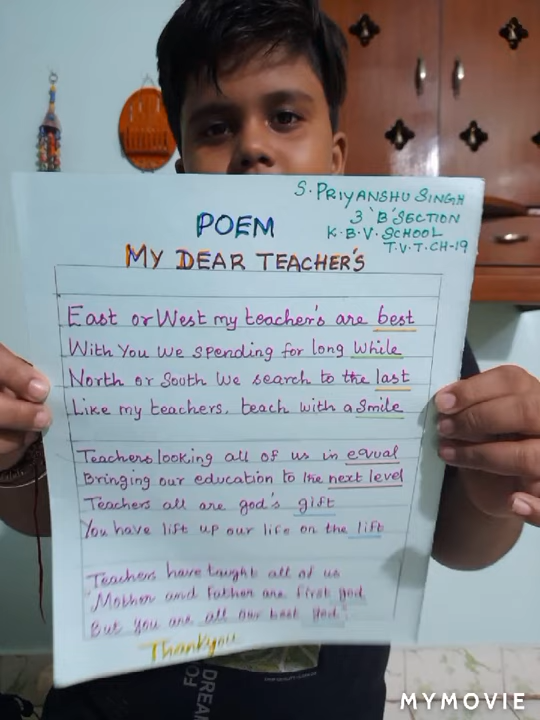 S. PRIYANSHU SINGH
3 'B' SECTION
K.B.V. SCHOOL
T.V.T. CH-19
POEM
MY DEAR TEACHER'S
East or West my teacher's are best
With You We Spending for long While
North or South We search to the last
Like my teachers, teach with a Smile
Teachers looking all of us in equal
Bringing our education to the next level
Teachers all are god's gift
You have lift up our life on the lift
Teachers have taught all of us
Mother and Father are First god
But you are all our best god
Thankyou
DREAM
OF
MYMOVIE